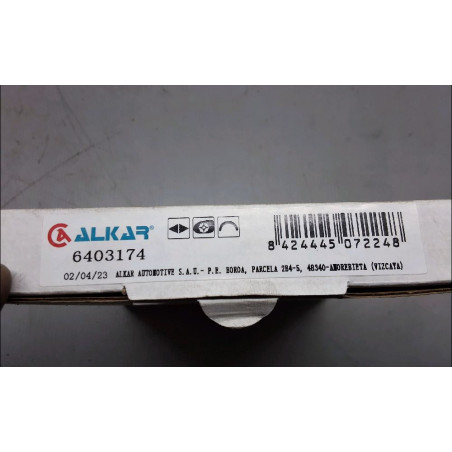 ALKAR®
6403174
8 424445 072248
02/04/23 ALKAR AUTOMOTIVE S.A.U.- P.E. BOROA, PARCELA 2B4-5, 48340-AMOREBIETA (VIZCAYA)